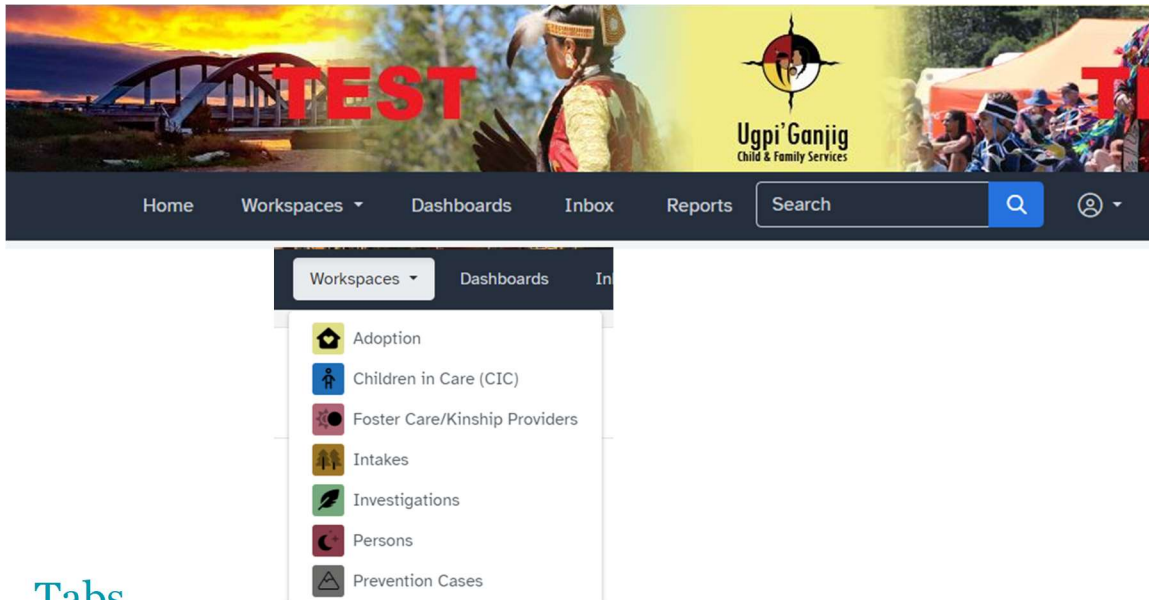 TEST
Ugpi'Ganjig
Child & Family Services
Home Workspaces Dashboards Inbox Reports Search
Workspaces Dashboards
Adoption
Children in Care (CIC)
Foster Care/Kinship Providers
Intakes
Investigations
Persons
Prevention Cases
Tabs